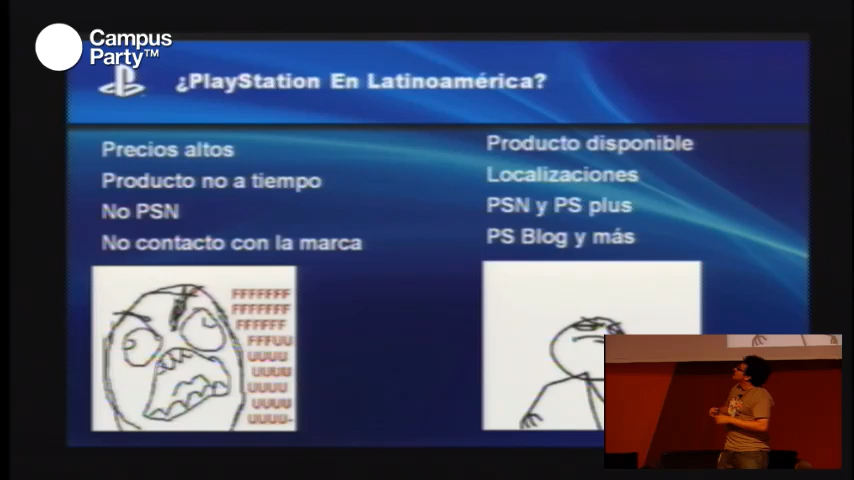 Campus
Party™
¿PlayStation En Latinoamérica?
Precios altos
Producto no a tiempo
No PSN
No contacto con la marca
Producto disponible
Localizaciones
PSN y PS plus
PS Blog y más
FFFFFFF
FFFFFFF
FFFFFF
FFFUU
UUUU
UUUU
UUUU
UUUU
UUUU-